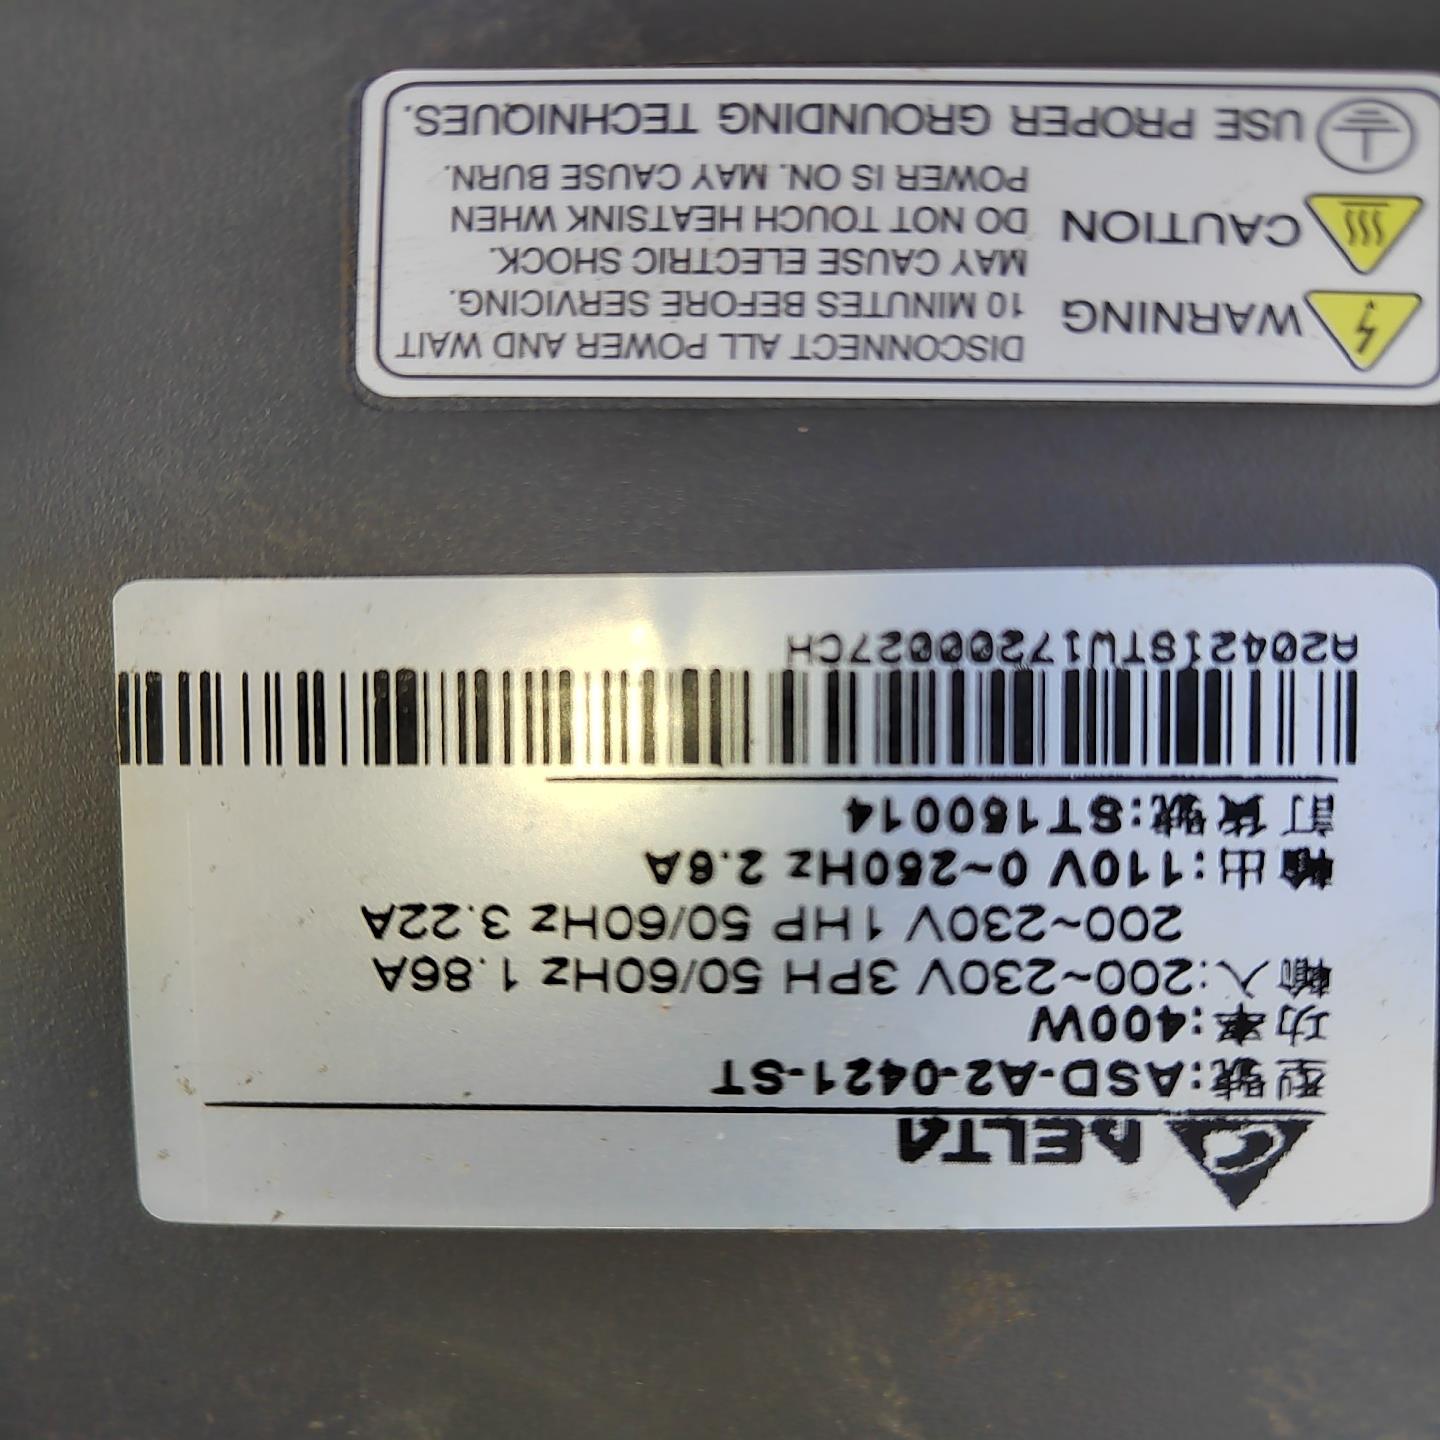 DELTA
型號:ASD-A2-0421-ST
功率:400W
輸入:200~230V 3PH 50/60Hz 1.86A
200~230V 1HP 50/60Hz 3.22A
輸出:110V 0~250Hz 2.6A
訂貨號:ST150014
A20421STW17200027CH
WARNING
DISCONNECT ALL POWER AND WAIT
10 MINUTES BEFORE SERVICING.
MAY CAUSE ELECTRIC SHOCK.
CAUTION
DO NOT TOUCH HEATSINK WHEN
POWER IS ON. MAY CAUSE BURN.
USE PROPER GROUNDING TECHNIQUES.